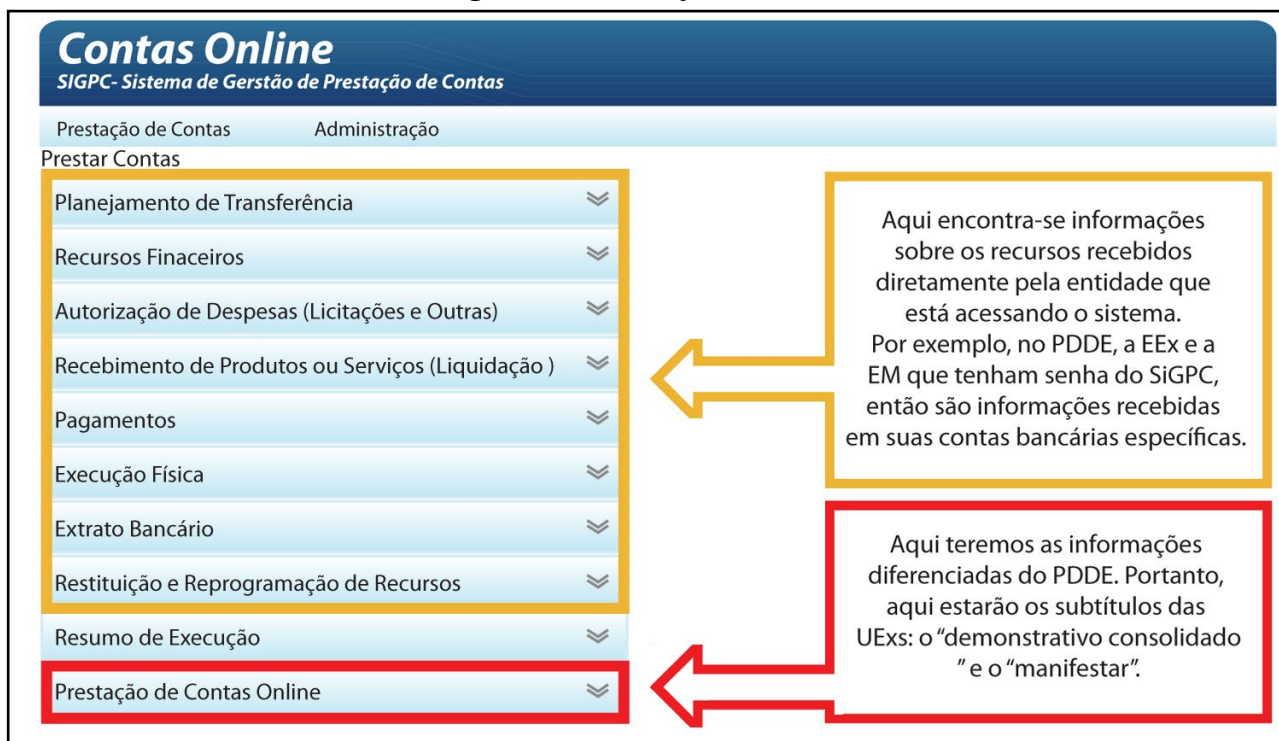 Contas Online
SIGPC- Sistema de Gerstão de Prestação de Contas
Prestação de Contas Administração
Prestar Contas
Planejamento de Transferência
Recursos Finaceiros
Autorização de Despesas (Licitações e Outras)
Recebimento de Produtos ou Serviços (Liquidação )
Pagamentos
Execução Física
Extrato Bancário
Restituição e Reprogramação de Recursos
Resumo de Execução
Prestação de Contas Online
Aqui encontra-se informações
sobre os recursos recebidos
diretamente pela entidade que
está acessando o sistema.
Por exemplo, no PDDE, a EEx e a
EM que tenham senha do SiGPC,
então são informações recebidas
em suas contas bancárias específicas.
Aqui teremos as informações
diferenciadas do PDDE. Portanto,
aqui estarão os subtítulos das
UExs: o “demonstrativo consolidado
” e o “manifestar”.